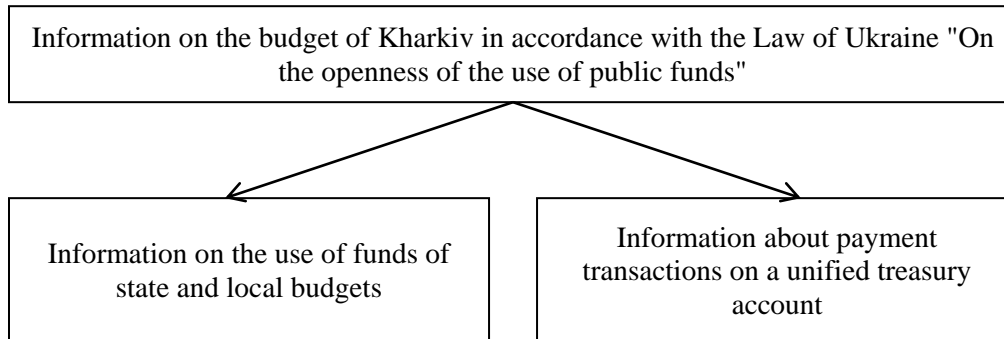 Information on the budget of Kharkiv in accordance with the Law of Ukraine "On
the openness of the use of public funds"
Information on the use of funds of
state and local budgets
Information about payment
transactions on a unified treasury
account